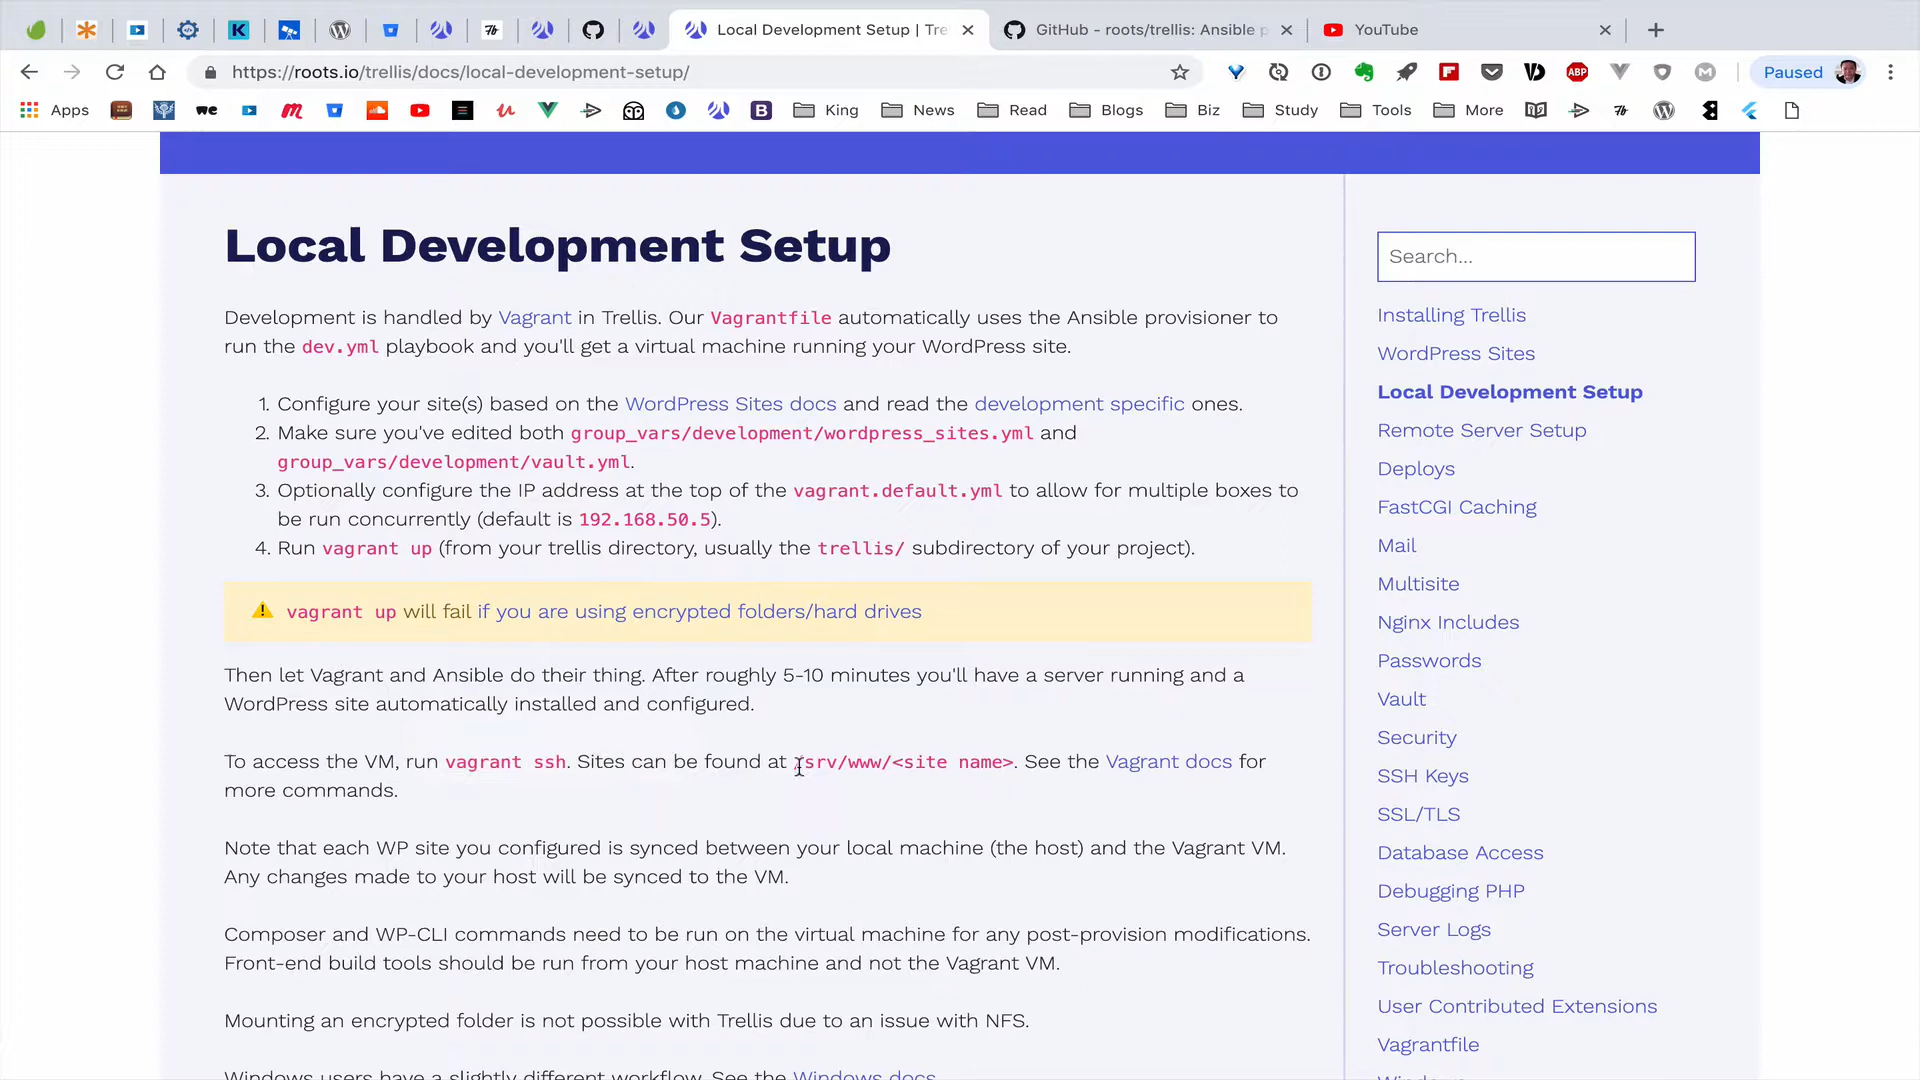 Local Development Setup | Tre
GitHub - roots/trellis: Ansible p
YouTube
https://roots.io/trellis/docs/local-development-setup/
Paused
Apps
King
News
Read
Blogs
Biz
Study
Tools
More
Local Development Setup
Development is handled by Vagrant in Trellis. Our Vagrantfile automatically uses the Ansible provisioner to
run the dev.yml playbook and you'll get a virtual machine running your WordPress site.
1. Configure your site(s) based on the WordPress Sites docs and read the development specific ones.
2. Make sure you've edited both group_vars/development/wordpress_sites.yml and
group_vars/development/vault.yml.
3. Optionally configure the IP address at the top of the vagrant.default.yml to allow for multiple boxes to
be run concurrently (default is 192.168.50.5).
4. Run vagrant up (from your trellis directory, usually the trellis/ subdirectory of your project).
vagrant up will fail if you are using encrypted folders/hard drives
Then let Vagrant and Ansible do their thing. After roughly 5-10 minutes you'll have a server running and a
WordPress site automatically installed and configured.
To access the VM, run vagrant ssh. Sites can be found at /srv/www/<site name>. See the Vagrant docs for
more commands.
Note that each WP site you configured is synced between your local machine (the host) and the Vagrant VM.
Any changes made to your host will be synced to the VM.
Composer and WP-CLI commands need to be run on the virtual machine for any post-provision modifications.
Front-end build tools should be run from your host machine and not the Vagrant VM.
Mounting an encrypted folder is not possible with Trellis due to an issue with NFS.
Windows users have a slightly different workflow. See the Windows docs
Search...
Installing Trellis
WordPress Sites
Local Development Setup
Remote Server Setup
Deploys
FastCGI Caching
Mail
Multisite
Nginx Includes
Passwords
Vault
Security
SSH Keys
SSL/TLS
Database Access
Debugging PHP
Server Logs
Troubleshooting
User Contributed Extensions
Vagrantfile